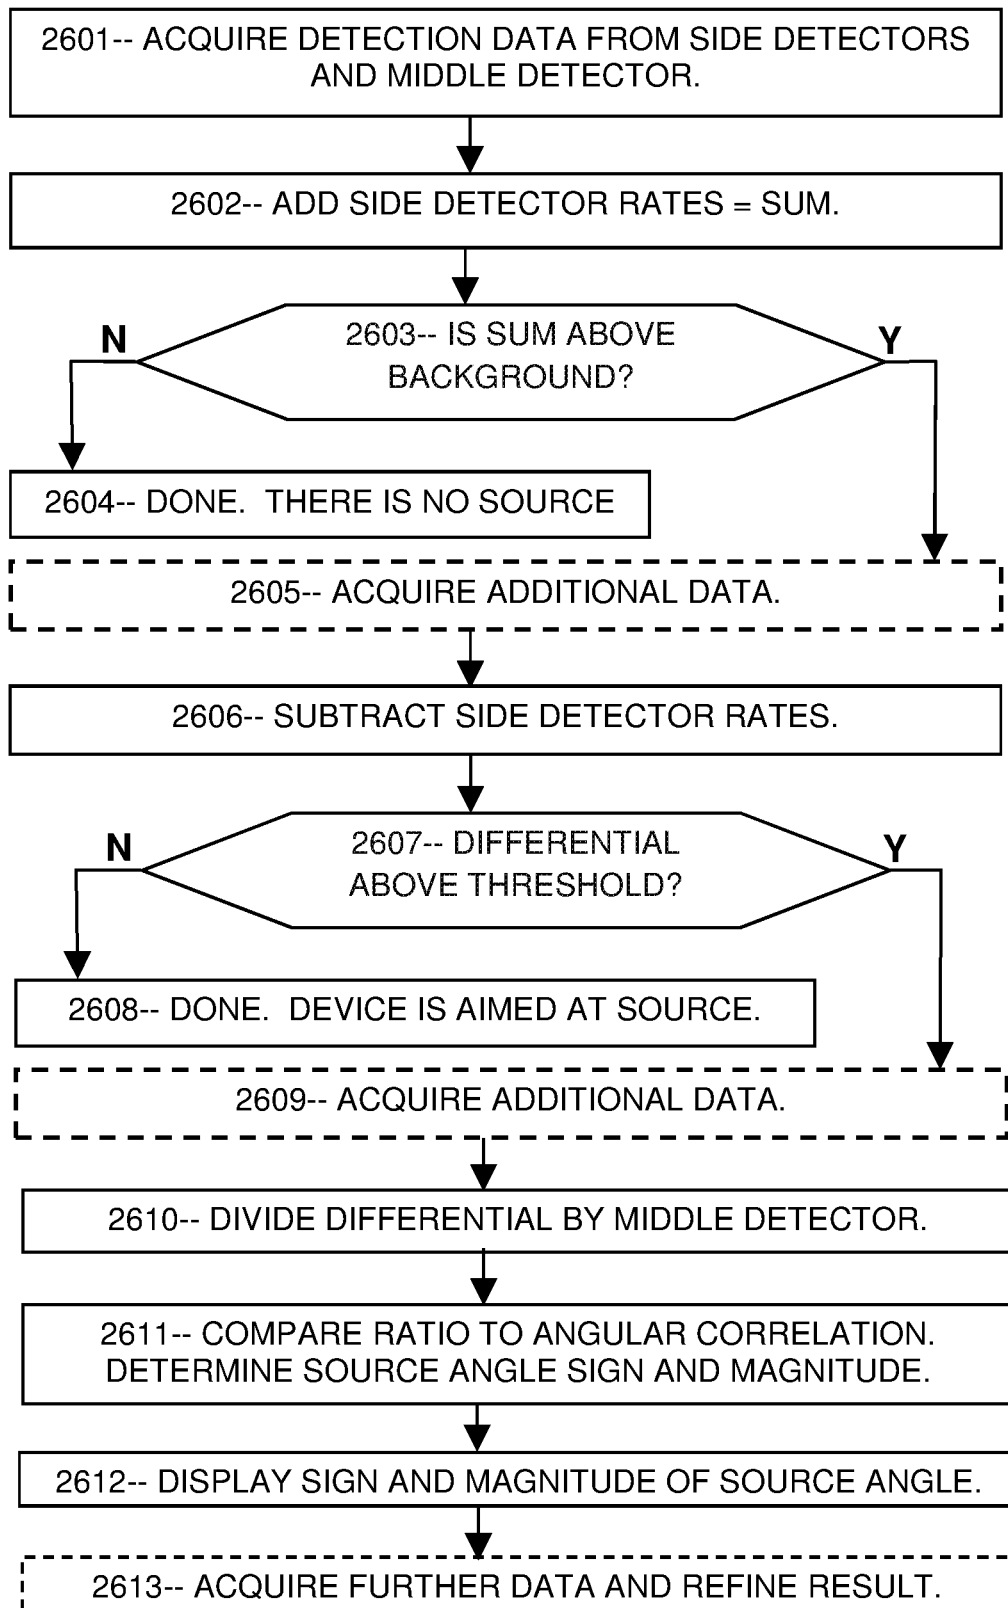 2601-- ACQUIRE DETECTION DATA FROM SIDE DETECTORS
AND MIDDLE DETECTOR.
2602-- ADD SIDE DETECTOR RATES = SUM.
2603-- IS SUM ABOVE
BACKGROUND?
N
Y
2604-- DONE.  THERE IS NO SOURCE
2605-- ACQUIRE ADDITIONAL DATA.
2606-- SUBTRACT SIDE DETECTOR RATES.
2607-- DIFFERENTIAL
ABOVE THRESHOLD?
N
Y
2608-- DONE.  DEVICE IS AIMED AT SOURCE.
2609-- ACQUIRE ADDITIONAL DATA.
2610-- DIVIDE DIFFERENTIAL BY MIDDLE DETECTOR.
2611-- COMPARE RATIO TO ANGULAR CORRELATION.
DETERMINE SOURCE ANGLE SIGN AND MAGNITUDE.
2612-- DISPLAY SIGN AND MAGNITUDE OF SOURCE ANGLE.
2613-- ACQUIRE FURTHER DATA AND REFINE RESULT.